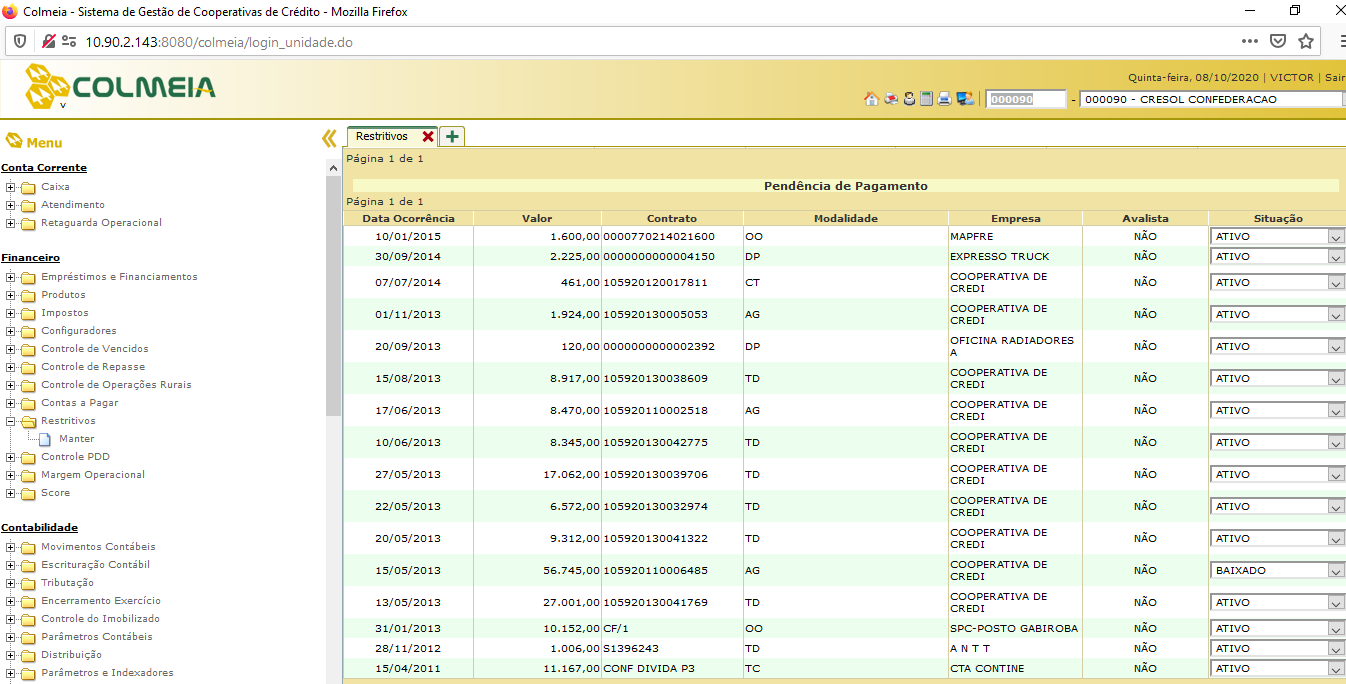 Colmeia - Sistema de Gestão de Cooperativas de Crédito - Mozilla Firefox
10.90.2.143:8080/colmeia/login_unidade.do
COLMEIA
v
Quinta-feira, 08/10/2020 | VICTOR | Sair
000090 - 000090 - CRESOL CONFEDERACAO
Menu
Conta Corrente
Caixa
Atendimento
Retaguarda Operacional
Financeiro
Empréstimos e Financiamentos
Produtos
Impostos
Configuradores
Controle de Vencidos
Controle de Repasse
Controle de Operações Rurais
Contas a Pagar
Restritivos
Manter
Controle PDD
Margem Operacional
Score
Contabilidade
Movimentos Contábeis
Escrituração Contábil
Tributação
Encerramento Exercício
Controle do Imobilizado
Parâmetros Contábeis
Distribuição
Parâmetros e Indexadores
Restritivos
Página 1 de 1
Pendência de Pagamento
Página 1 de 1
Data Ocorrência Valor Contrato Modalidade Empresa Avalista Situação
10/01/2015 1.600,00 0000770214021600 OO MAPFRE NÃO ATIVO
30/09/2014 2.225,00 0000000000004150 DP EXPRESSO TRUCK NÃO ATIVO
07/07/2014 461,00 105920120017811 CT COOPERATIVA DE CREDI NÃO ATIVO
01/11/2013 1.924,00 105920130005053 AG COOPERATIVA DE CREDI NÃO ATIVO
20/09/2013 120,00 0000000000002392 DP OFICINA RADIADORES A NÃO ATIVO
15/08/2013 8.917,00 105920130038609 TD COOPERATIVA DE CREDI NÃO ATIVO
17/06/2013 8.470,00 105920110002518 AG COOPERATIVA DE CREDI NÃO ATIVO
10/06/2013 8.345,00 105920130042775 TD COOPERATIVA DE CREDI NÃO ATIVO
27/05/2013 17.062,00 105920130039706 TD COOPERATIVA DE CREDI NÃO ATIVO
22/05/2013 6.572,00 105920130032974 TD COOPERATIVA DE CREDI NÃO ATIVO
20/05/2013 9.312,00 105920130041322 TD COOPERATIVA DE CREDI NÃO ATIVO
15/05/2013 56.745,00 105920110006485 AG COOPERATIVA DE CREDI NÃO BAIXADO
13/05/2013 27.001,00 105920130041769 TD COOPERATIVA DE CREDI NÃO ATIVO
31/01/2013 10.152,00 CF/1 OO SPC-POSTO GABIROBA NÃO ATIVO
28/11/2012 1.006,00 S1396243 TD A N T T NÃO ATIVO
15/04/2011 11.167,00 CONF DIVIDA P3 TC CTA CONTINE NÃO ATIVO